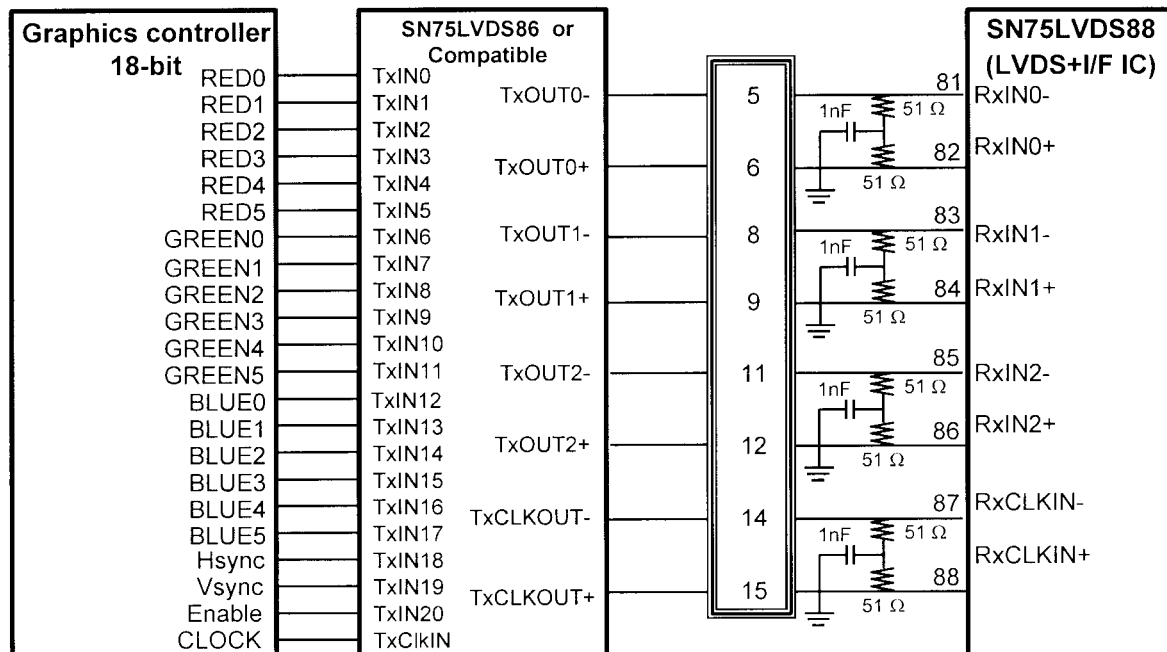 Graphics controller
18-bit
RED0
RED1
RED2
RED3
RED4
RED5
GREEN0
GREEN1
GREEN2
GREEN3
GREEN4
GREEN5
BLUE0
BLUE1
BLUE2
BLUE3
BLUE4
BLUE5
Hsync
Vsync
Enable
CLOCK
SN75LVDS86 or
Compatible
TxIN0
TxIN1
TxIN2
TxIN3
TxIN4
TxIN5
TxIN6
TxIN7
TxIN8
TxIN9
TxIN10
TxIN11
TxIN12
TxIN13
TxIN14
TxIN15
TxIN16
TxIN17
TxIN18
TxIN19
TxIN20
TxClkIN
TxOUT0-
TxOUT0+
TxOUT1-
TxOUT1+
TxOUT2-
TxOUT2+
TxCLKOUT-
TxCLKOUT+
5
6
8
9
11
12
14
15
81
51 Ω
1nF
82
51 Ω
83
51 Ω
1nF
84
51 Ω
85
51 Ω
1nF
86
51 Ω
87
51 Ω
1nF
88
51 Ω
SN75LVDS88
(LVDS+I/F IC)
RxIN0-
RxIN0+
RxIN1-
RxIN1+
RxIN2-
RxIN2+
RxCLKIN-
RxCLKIN+